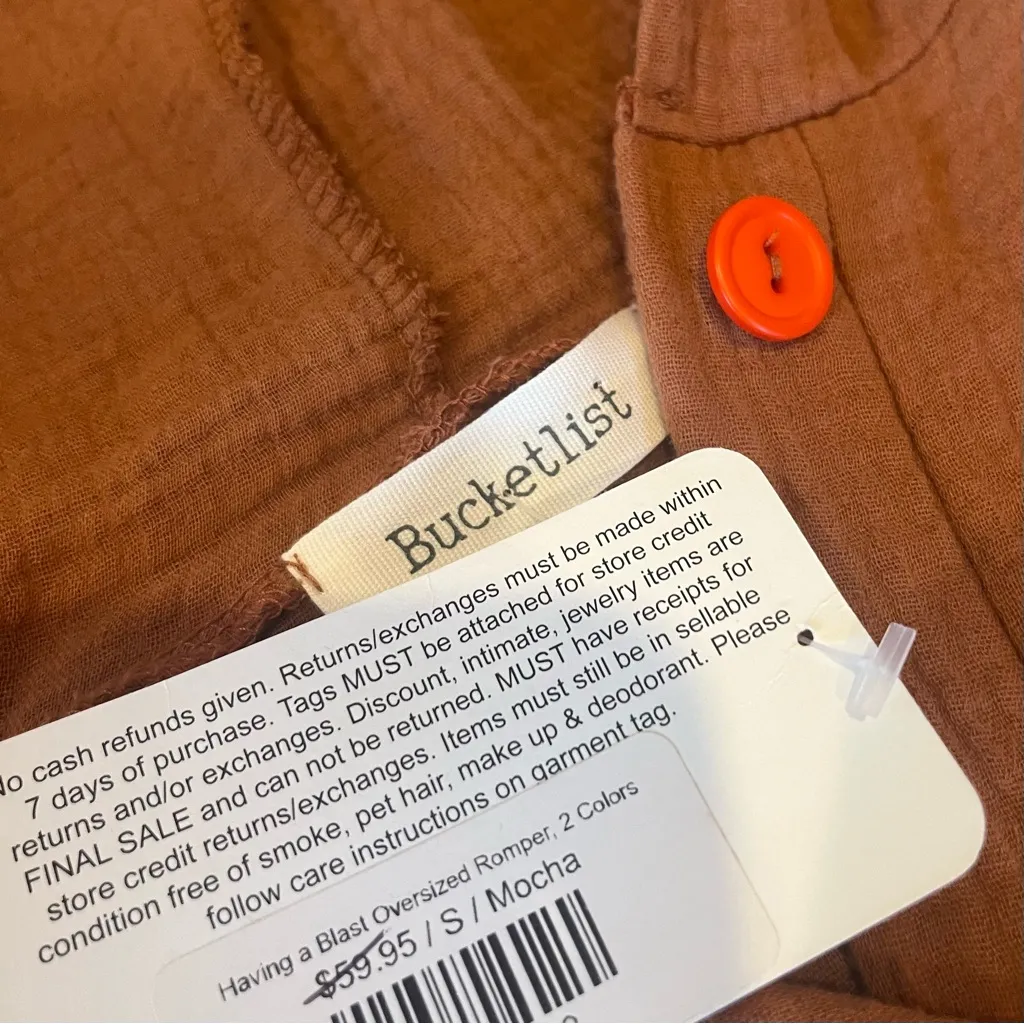 Bucketlist
No cash refunds given. Returns/exchanges must be made within
7 days of purchase. Tags MUST be attached for store credit
returns and/or exchanges. Discount, intimate, jewelry items are
FINAL SALE and can not be returned. MUST have receipts for
store credit returns/exchanges. Items must still be in sellable
condition free of smoke, pet hair, make up & deodorant. Please
follow care instructions on garment tag.
Having a Blast Oversized Romper, 2 Colors
$59.95 / S / Mocha